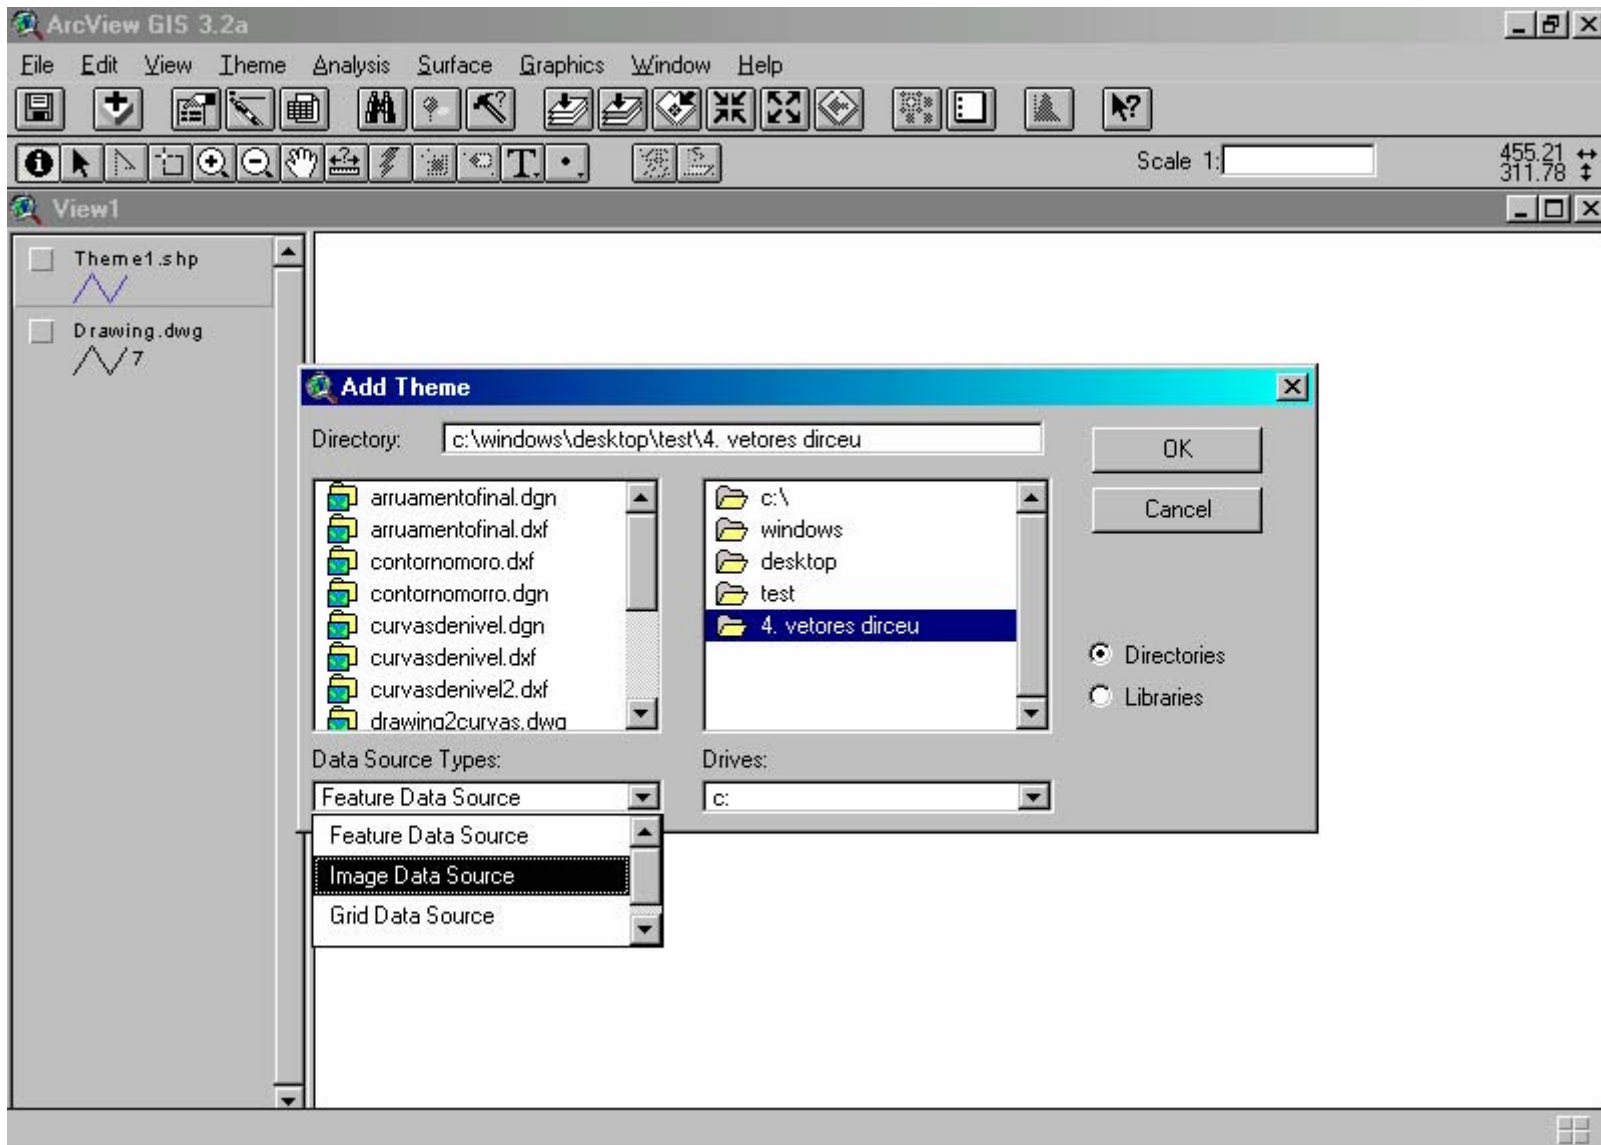 ArcView GIS 3.2a
File Edit View Theme Analysis Surface Graphics Window Help
Scale 1:
455.21
311.78
View1
Theme1.shp
Drawing.dwg
7
Add Theme
Directory: c:\windows\desktop\test\4. vetores dirceu
OK
Cancel
arruamentofinal.dgn
arruamentofinal.dxf
contornomoro.dxf
contornomorro.dgn
curvasdenivel.dgn
curvasdenivel.dxf
curvasdenivel2.dxf
drawing2curvas.dwg
c:\
windows
desktop
test
4. vetores dirceu
Directories
Libraries
Data Source Types:
Feature Data Source
Drives:
c:
Feature Data Source
Image Data Source
Grid Data Source